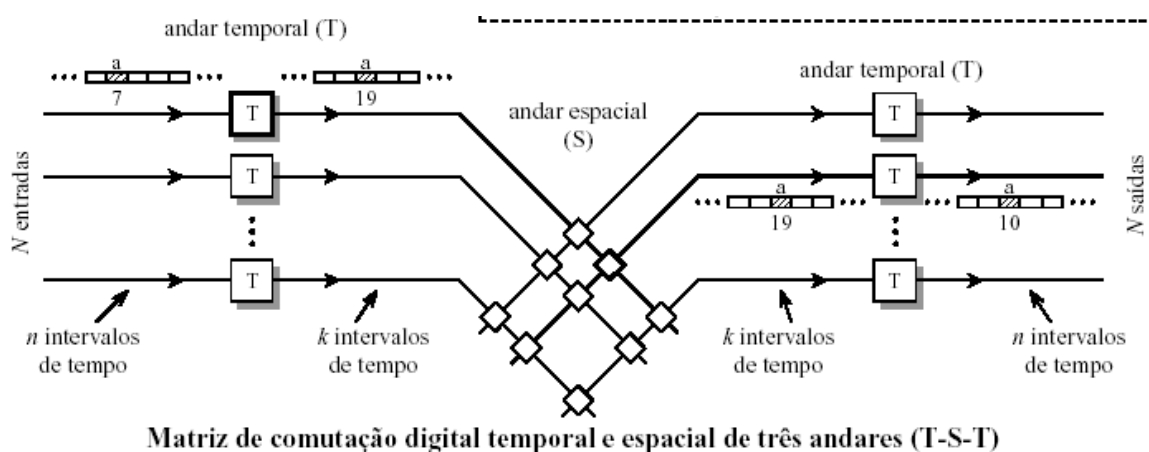 andar temporal (T)
a
7
a
19
T
andar espacial
(S)
andar temporal (T)
T
N entradas
T
T
a
19
a
10
N saídas
T
T
n intervalos
de tempo
k intervalos
de tempo
k intervalos
de tempo
n intervalos
de tempo
Matriz de comutação digital temporal e espacial de três andares (T-S-T)